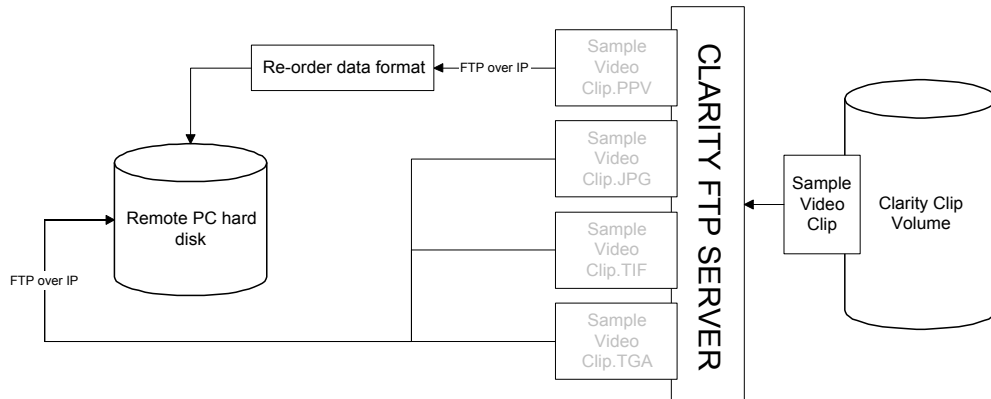 Sample
Video
Clip.PPV
FTP over IP
Re-order data format
CLARITY FTP SERVER
Sample
Video
Clip.JPG
Sample
Video
Clip
Clarity Clip
Volume
Remote PC hard
disk
Sample
Video
Clip.TIF
FTP over IP
Sample
Video
Clip.TGA